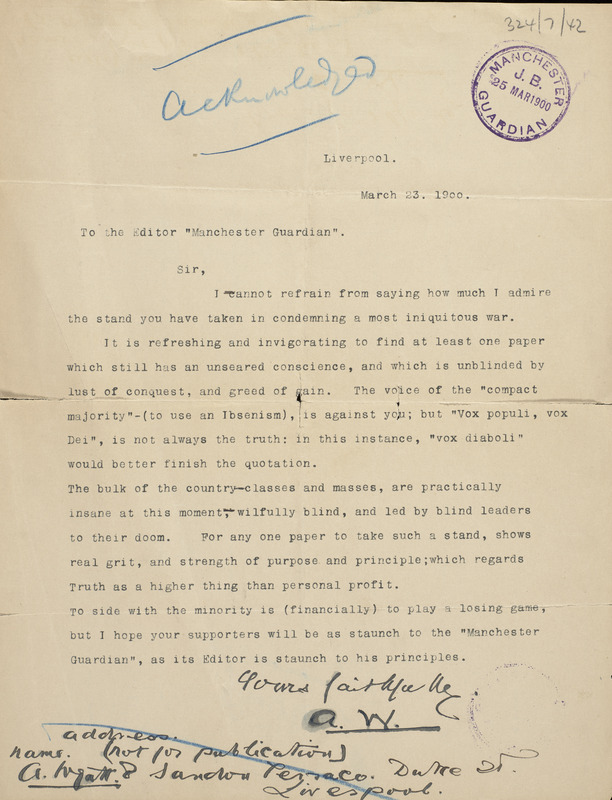 324/7/42
Acknowledged
MANCHESTER
J. B.
25 MAR 1900
GUARDIAN
Liverpool.
March 23. 19oo.
To the Editor "Manchester Guardian".
Sir,
I cannot refrain from saying how much I admire
the stand you have taken in condemning a most iniquitous war.
It is refreshing and invigorating to find at least one paper
which still has an unseared conscience, and which is unblinded by
lust of conquest, and greed of gain. The voice of the "compact
majority"-(to use an Ibsenism), is against you; but "Vox populi, vox
Dei", is not always the truth: in this instance, "vox diaboli"
would better finish the quotation.
The bulk of the country-classes and masses, are practically
insane at this moment, wilfully blind, and led by blind leaders
to their doom. For any one paper to take such a stand, shows
real grit, and strength of purpose and principle;which regards
Truth as a higher thing than personal profit.
To side with the minority is (financially) to play a losing game,
but I hope your supporters will be as staunch to the "Manchester
Guardian", as its Editor is staunch to his principles.
Yours faithfully
A. W.
address.
name. (not for publication)
A. Wyatt. 8 Sandon Terrace. Duke St.
Liverpool.